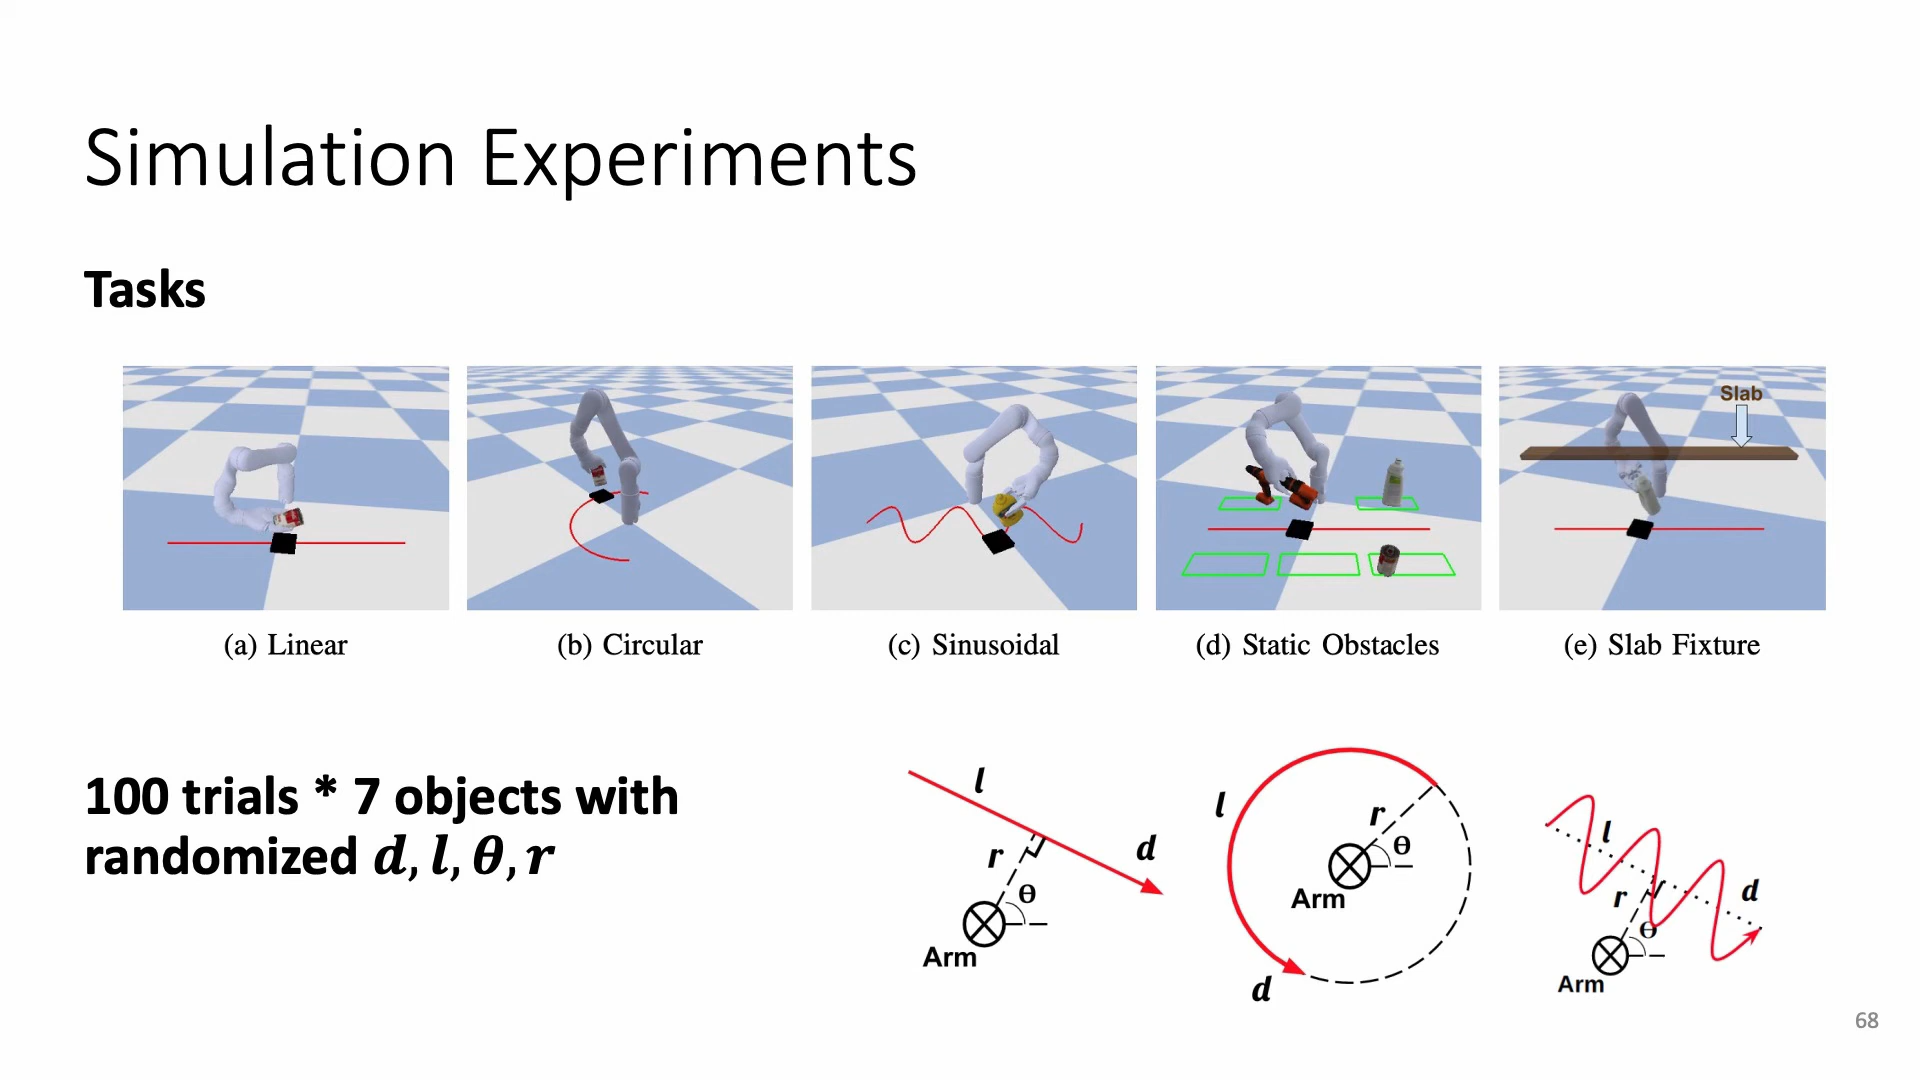 Simulation Experiments
Tasks
Slab
(a) Linear
(b) Circular
(c) Sinusoidal
(d) Static Obstacles
(e) Slab Fixture
100 trials * 7 objects with
randomized d, l, θ, r
l
r
d
θ
Arm
l
r
θ
Arm
d
l
r
d
θ
Arm
68